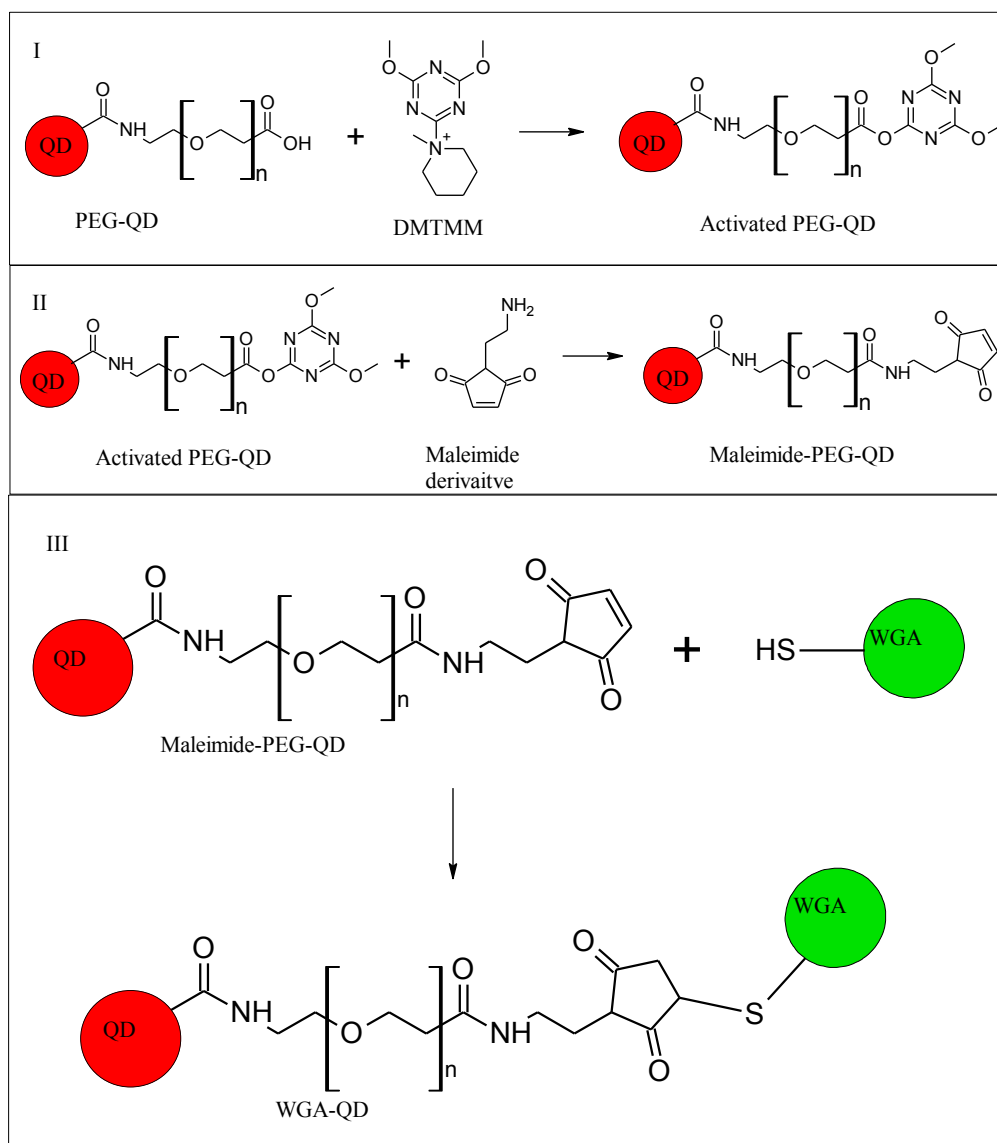 I
QD
O
NH
O
O
OH
n
PEG-QD
+
O
N
O
N
N
N
+
DMTMM
QD
O
NH
O
O
O
n
O
N
N
N
O
Activated PEG-QD
II
QD
O
NH
O
O
O
n
O
N
N
N
O
Activated PEG-QD
+
NH2
O
O
Maleimide
derivaitve
QD
O
NH
O
O
NH
n
O
O
Maleimide-PEG-QD
III
QD
O
NH
O
O
NH
n
O
O
Maleimide-PEG-QD
+
HS
WGA
QD
O
NH
O
O
NH
n
O
O
S
WGA
WGA-QD